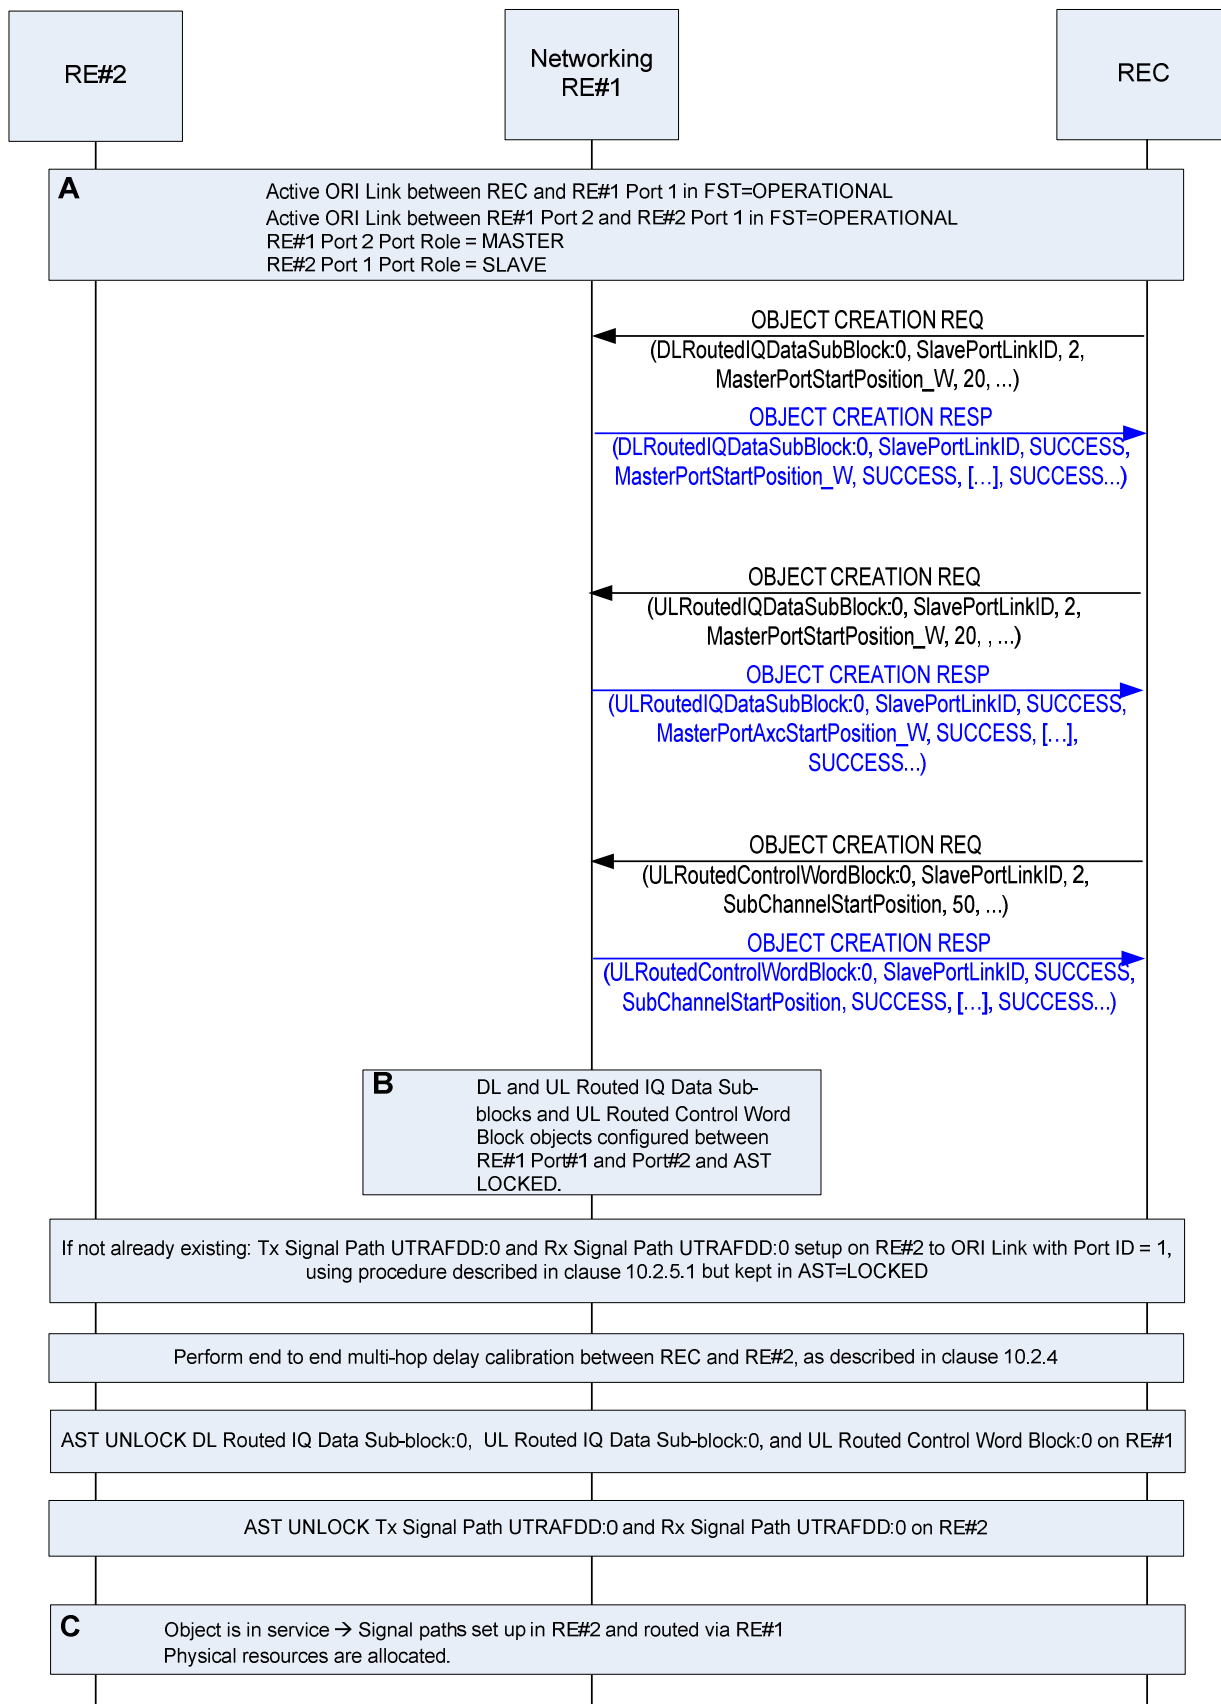 RE#2
Networking
RE#1
REC
A
Active ORI Link between REC and RE#1 Port 1 in FST=OPERATIONAL
Active ORI Link between RE#1 Port 2 and RE#2 Port 1 in FST=OPERATIONAL
RE#1 Port 2 Port Role = MASTER
RE#2 Port 1 Port Role = SLAVE
OBJECT CREATION REQ
(DLRoutedIQDataSubBlock:0, SlavePortLinkID, 2,
MasterPortStartPosition_W, 20, ...)
OBJECT CREATION RESP
(DLRoutedIQDataSubBlock:0, SlavePortLinkID, SUCCESS,
MasterPortStartPosition_W, SUCCESS, [...], SUCCESS...)
OBJECT CREATION REQ
(ULRoutedIQDataSubBlock:0, SlavePortLinkID, 2,
MasterPortStartPosition_W, 20, , ...)
OBJECT CREATION RESP
(ULRoutedIQDataSubBlock:0, SlavePortLinkID, SUCCESS,
MasterPortAxcStartPosition_W, SUCCESS, [...],
SUCCESS...)
OBJECT CREATION REQ
(ULRoutedControlWordBlock:0, SlavePortLinkID, 2,
SubChannelStartPosition, 50, ...)
OBJECT CREATION RESP
(ULRoutedControlWordBlock:0, SlavePortLinkID, SUCCESS,
SubChannelStartPosition, SUCCESS, [...], SUCCESS...)
B
DL and UL Routed IQ Data Sub-
blocks and UL Routed Control Word
Block objects configured between
RE#1 Port#1 and Port#2 and AST
LOCKED.
If not already existing: Tx Signal Path UTRAFDD:0 and Rx Signal Path UTRAFDD:0 setup on RE#2 to ORI Link with Port ID = 1,
using procedure described in clause 10.2.5.1 but kept in AST=LOCKED
Perform end to end multi-hop delay calibration between REC and RE#2, as described in clause 10.2.4
AST UNLOCK DL Routed IQ Data Sub-block:0, UL Routed IQ Data Sub-block:0, and UL Routed Control Word Block:0 on RE#1
AST UNLOCK Tx Signal Path UTRAFDD:0 and Rx Signal Path UTRAFDD:0 on RE#2
C
Object is in service → Signal paths set up in RE#2 and routed via RE#1
Physical resources are allocated.